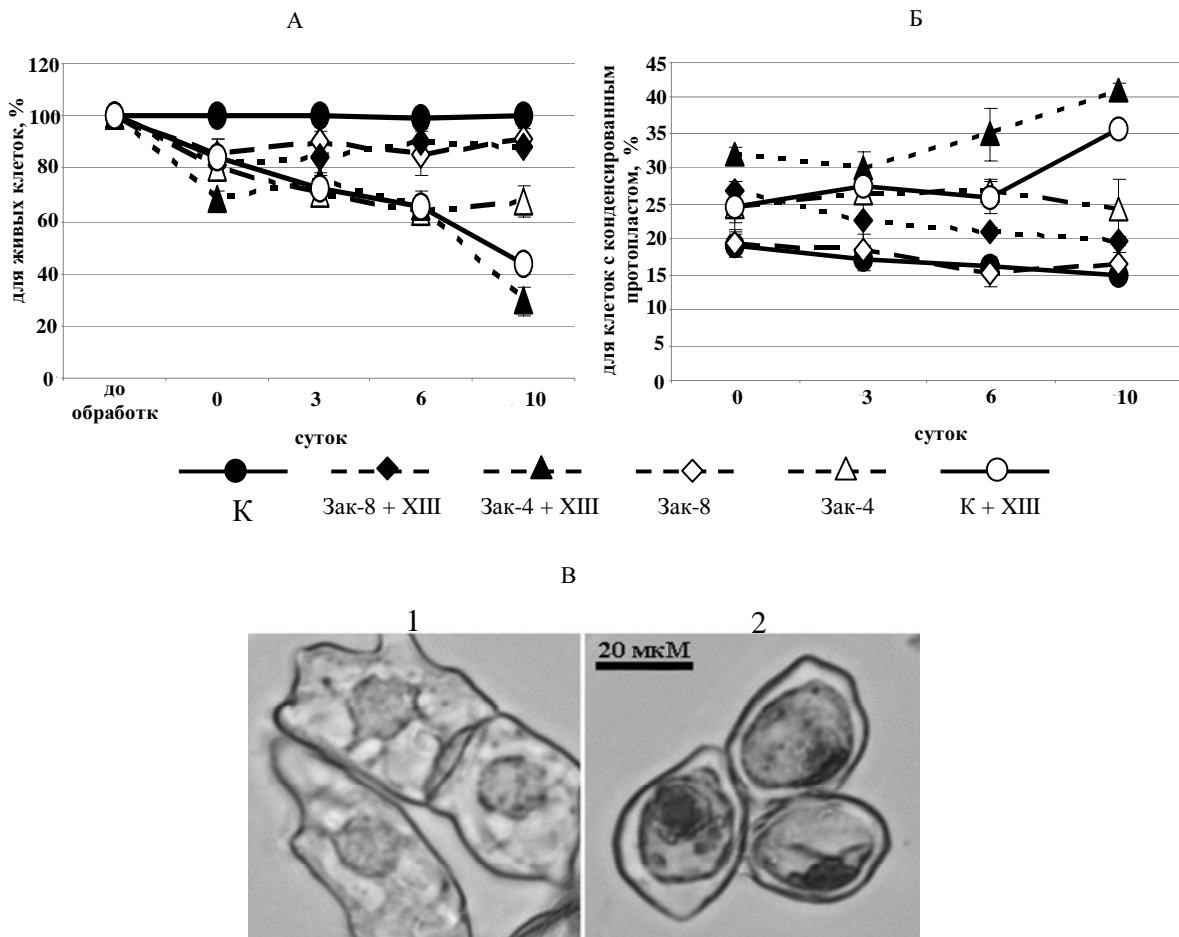 А
Б
для живых клеток, %
120
100
80
60
40
20
0
до
обработк
0
3
6
10
суток
для клеток с конденсированным
протопластом, %
45
40
35
30
25
20
15
10
5
0
0
3
6
10
суток
К
Зак-8 + XIII
Зак-4 + XIII
Зак-8
Зак-4
К + XIII
В
1
2
20 мкМ